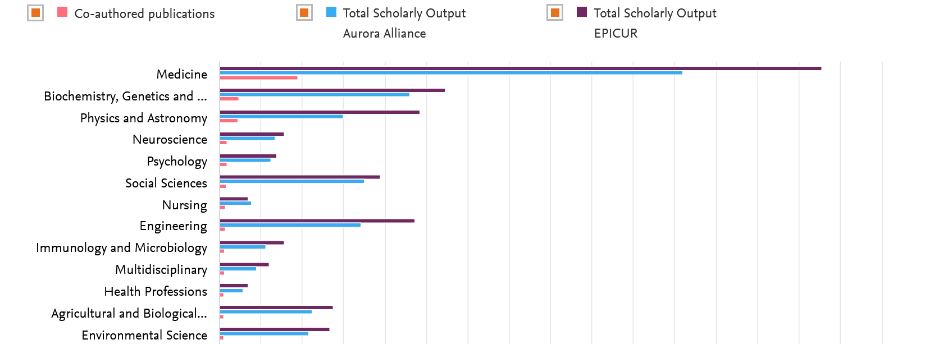 Co-authored publications
Total Scholarly Output
Aurora Alliance
Total Scholarly Output
EPICUR
Medicine
Biochemistry, Genetics and ...
Physics and Astronomy
Neuroscience
Psychology
Social Sciences
Nursing
Engineering
Immunology and Microbiology
Multidisciplinary
Health Professions
Agricultural and Biological...
Environmental Science